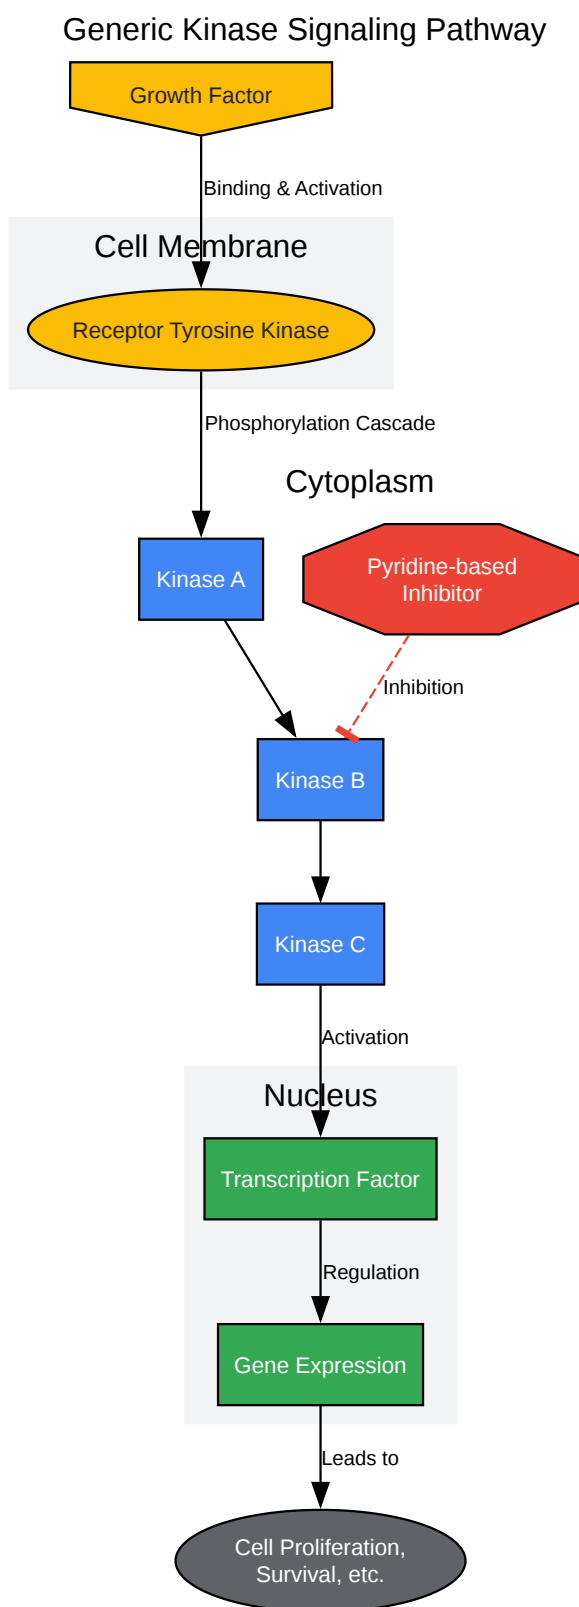 Generic Kinase Signaling Pathway
Growth Factor
Binding & Activation
Cell Membrane
Receptor Tyrosine Kinase
Phosphorylation Cascade
Cytoplasm
Kinase A
Pyridine-based
Inhibitor
Inhibition
Kinase B
Kinase C
Activation
Nucleus
Transcription Factor
Regulation
Gene Expression
Leads to
Cell Proliferation,
Survival, etc.